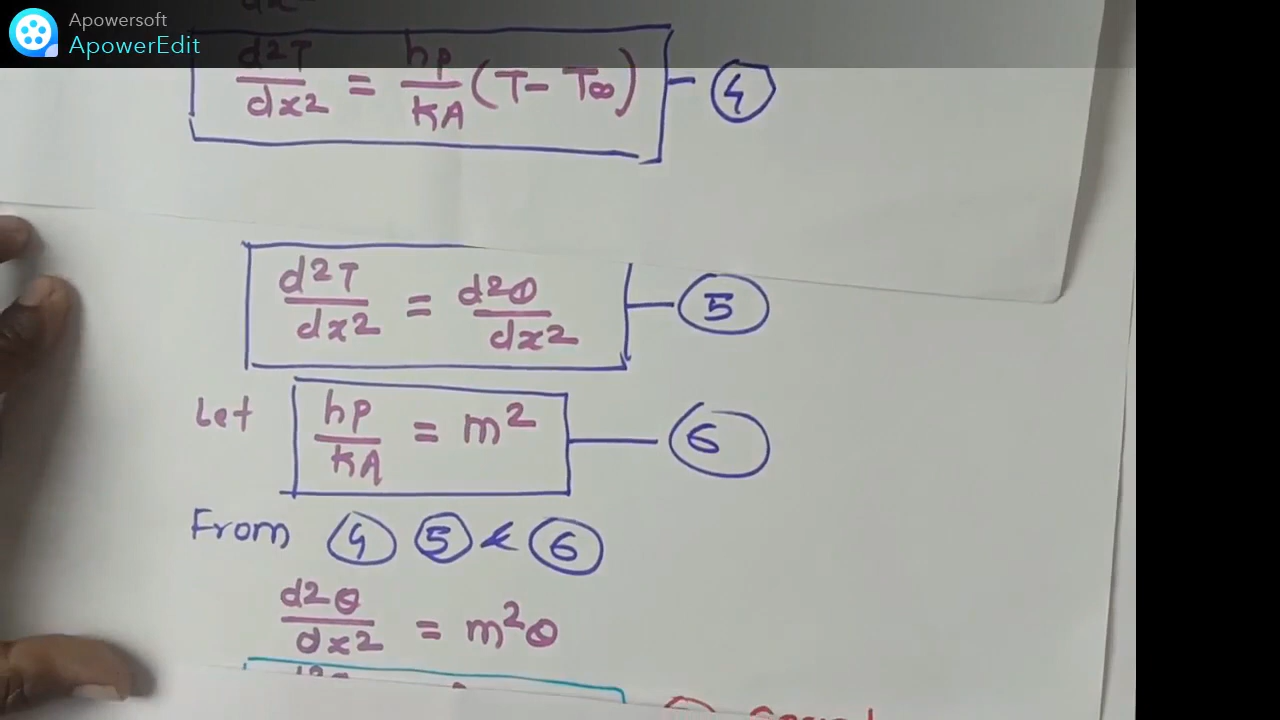 Apowersoft
ApowerEdit
d2T/dx2 = hp/KA (T- T∞) - 4
d2T/dx2 = d2θ/dx2 — 5
Let hp/KA = m2 — 6
From 4 5 & 6
d2θ/dx2 = m2θ